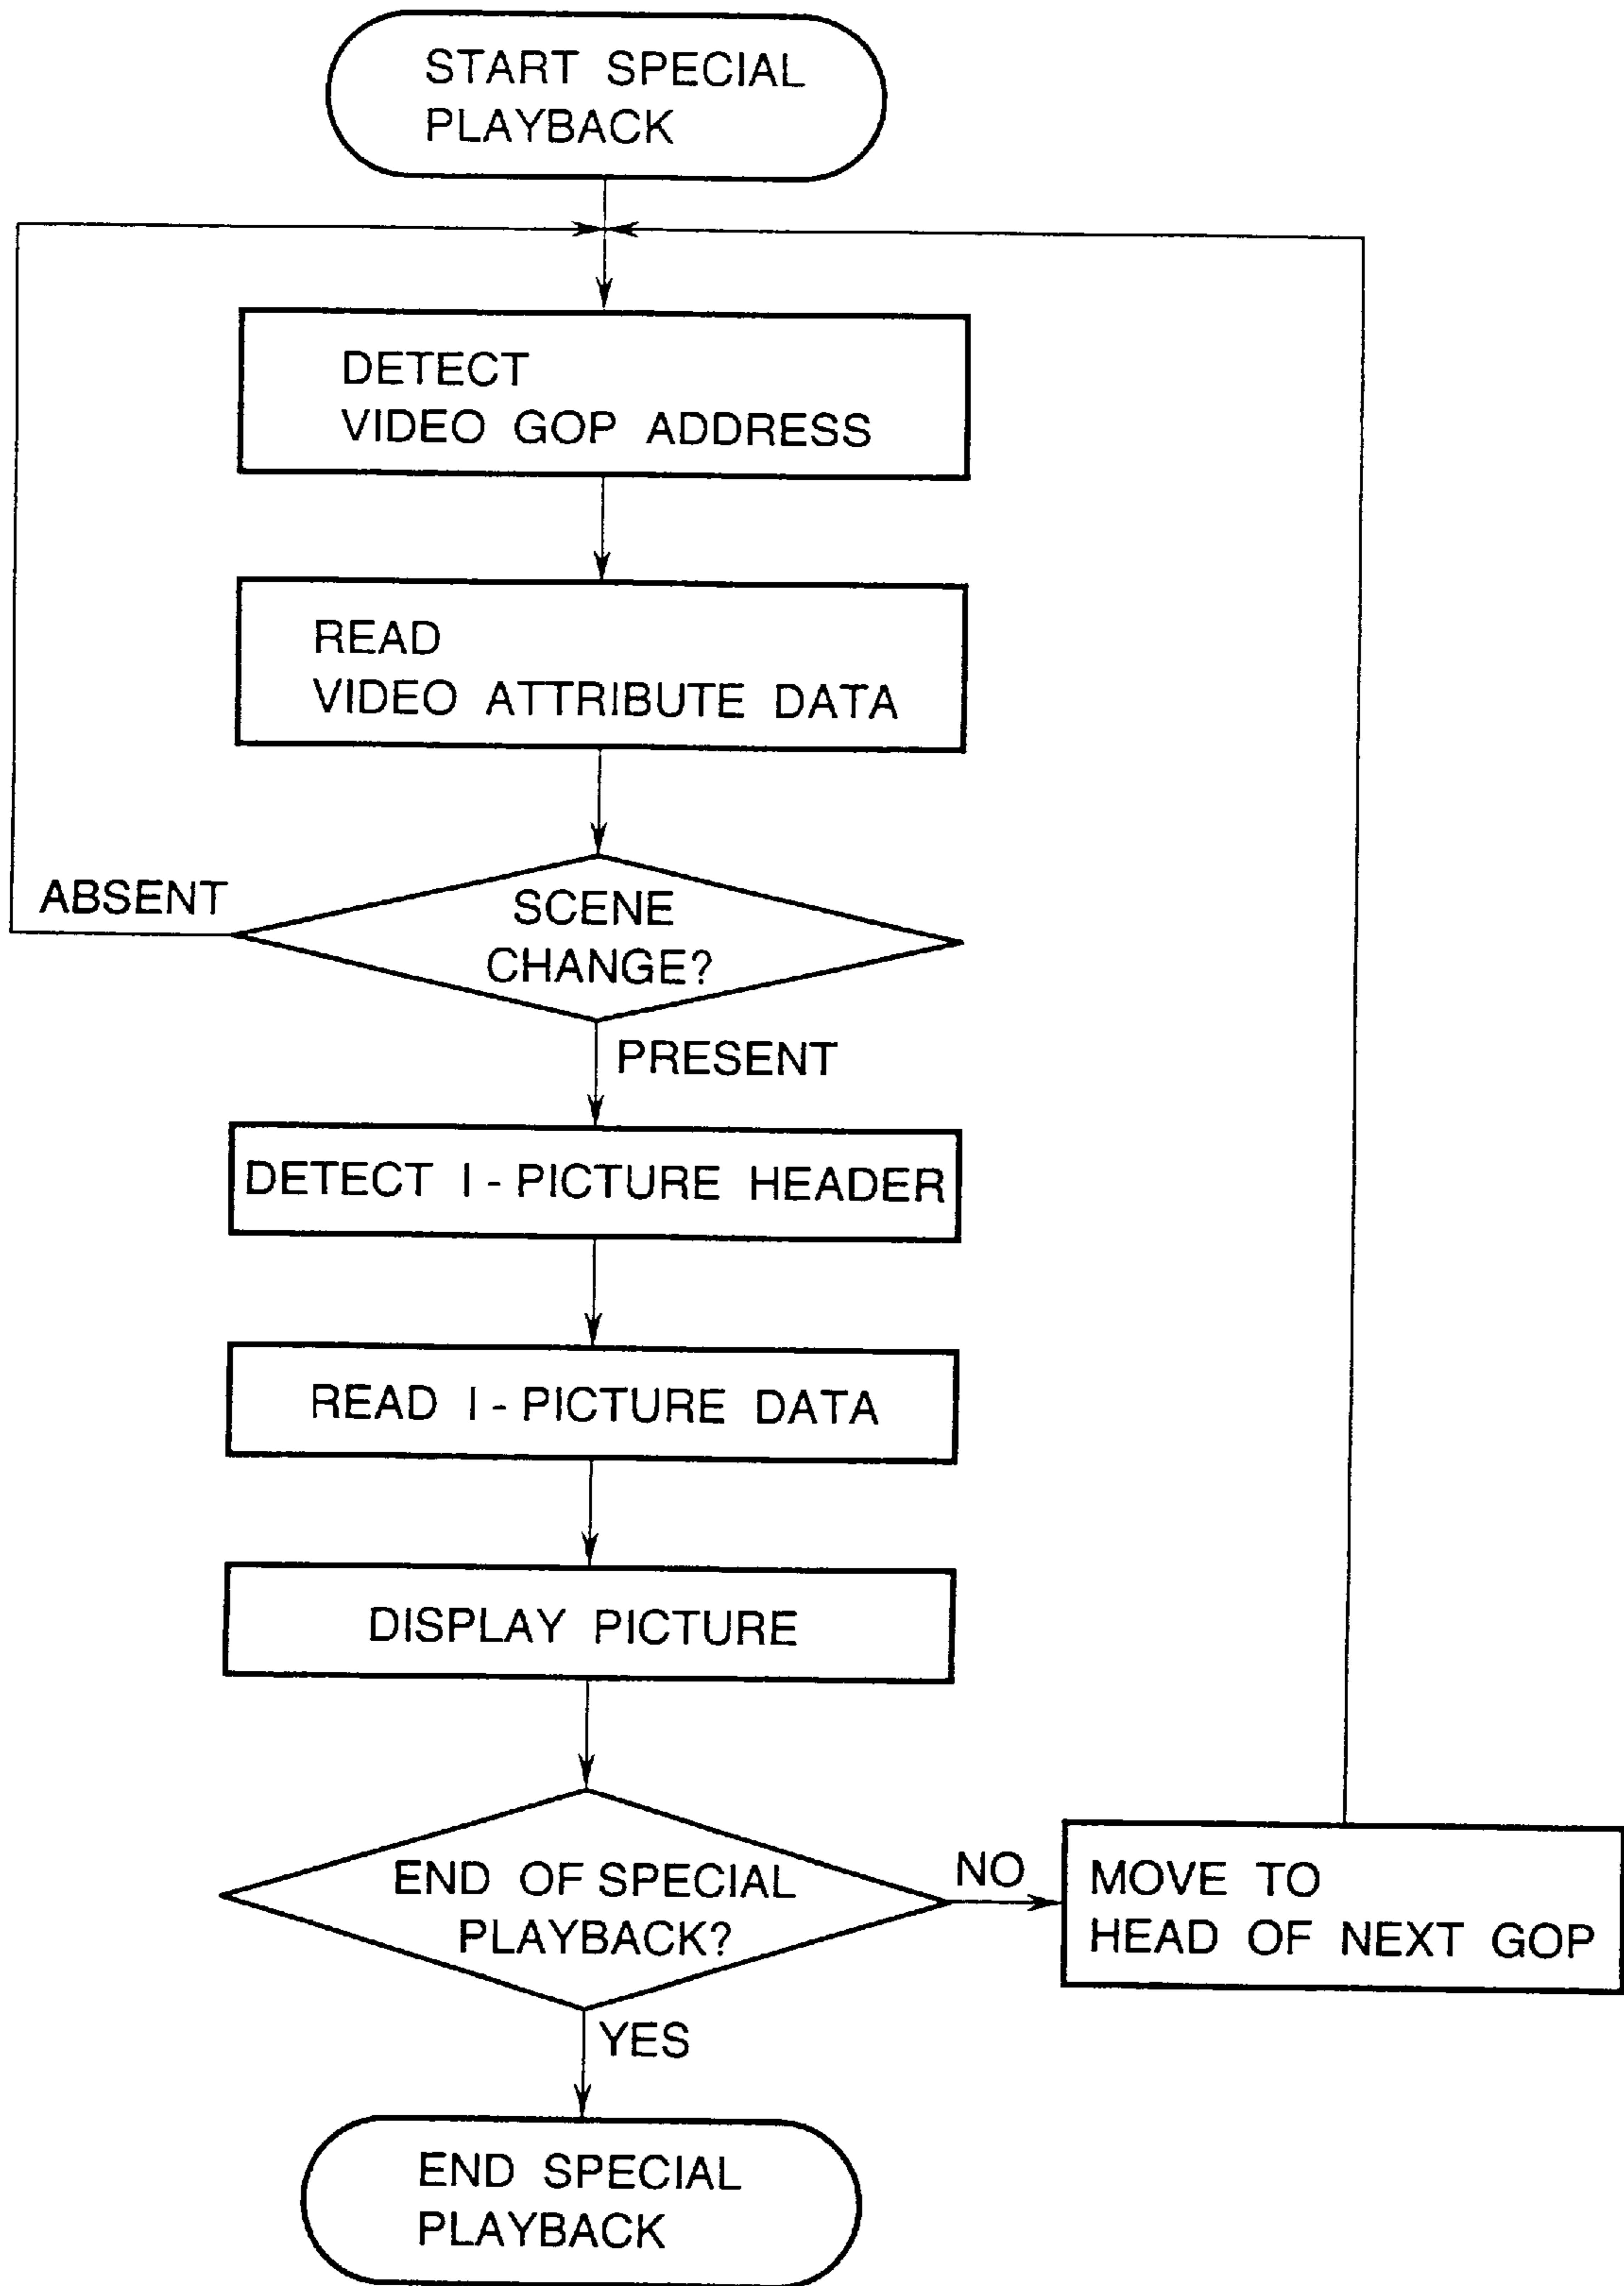 START SPECIAL
PLAYBACK
DETECT
VIDEO GOP ADDRESS
READ
VIDEO ATTRIBUTE DATA
ABSENT
SCENE
CHANGE?
PRESENT
DETECT I - PICTURE HEADER
READ I - PICTURE DATA
DISPLAY PICTURE
END OF SPECIAL
PLAYBACK?
NO
MOVE TO
HEAD OF NEXT GOP
YES
END SPECIAL
PLAYBACK